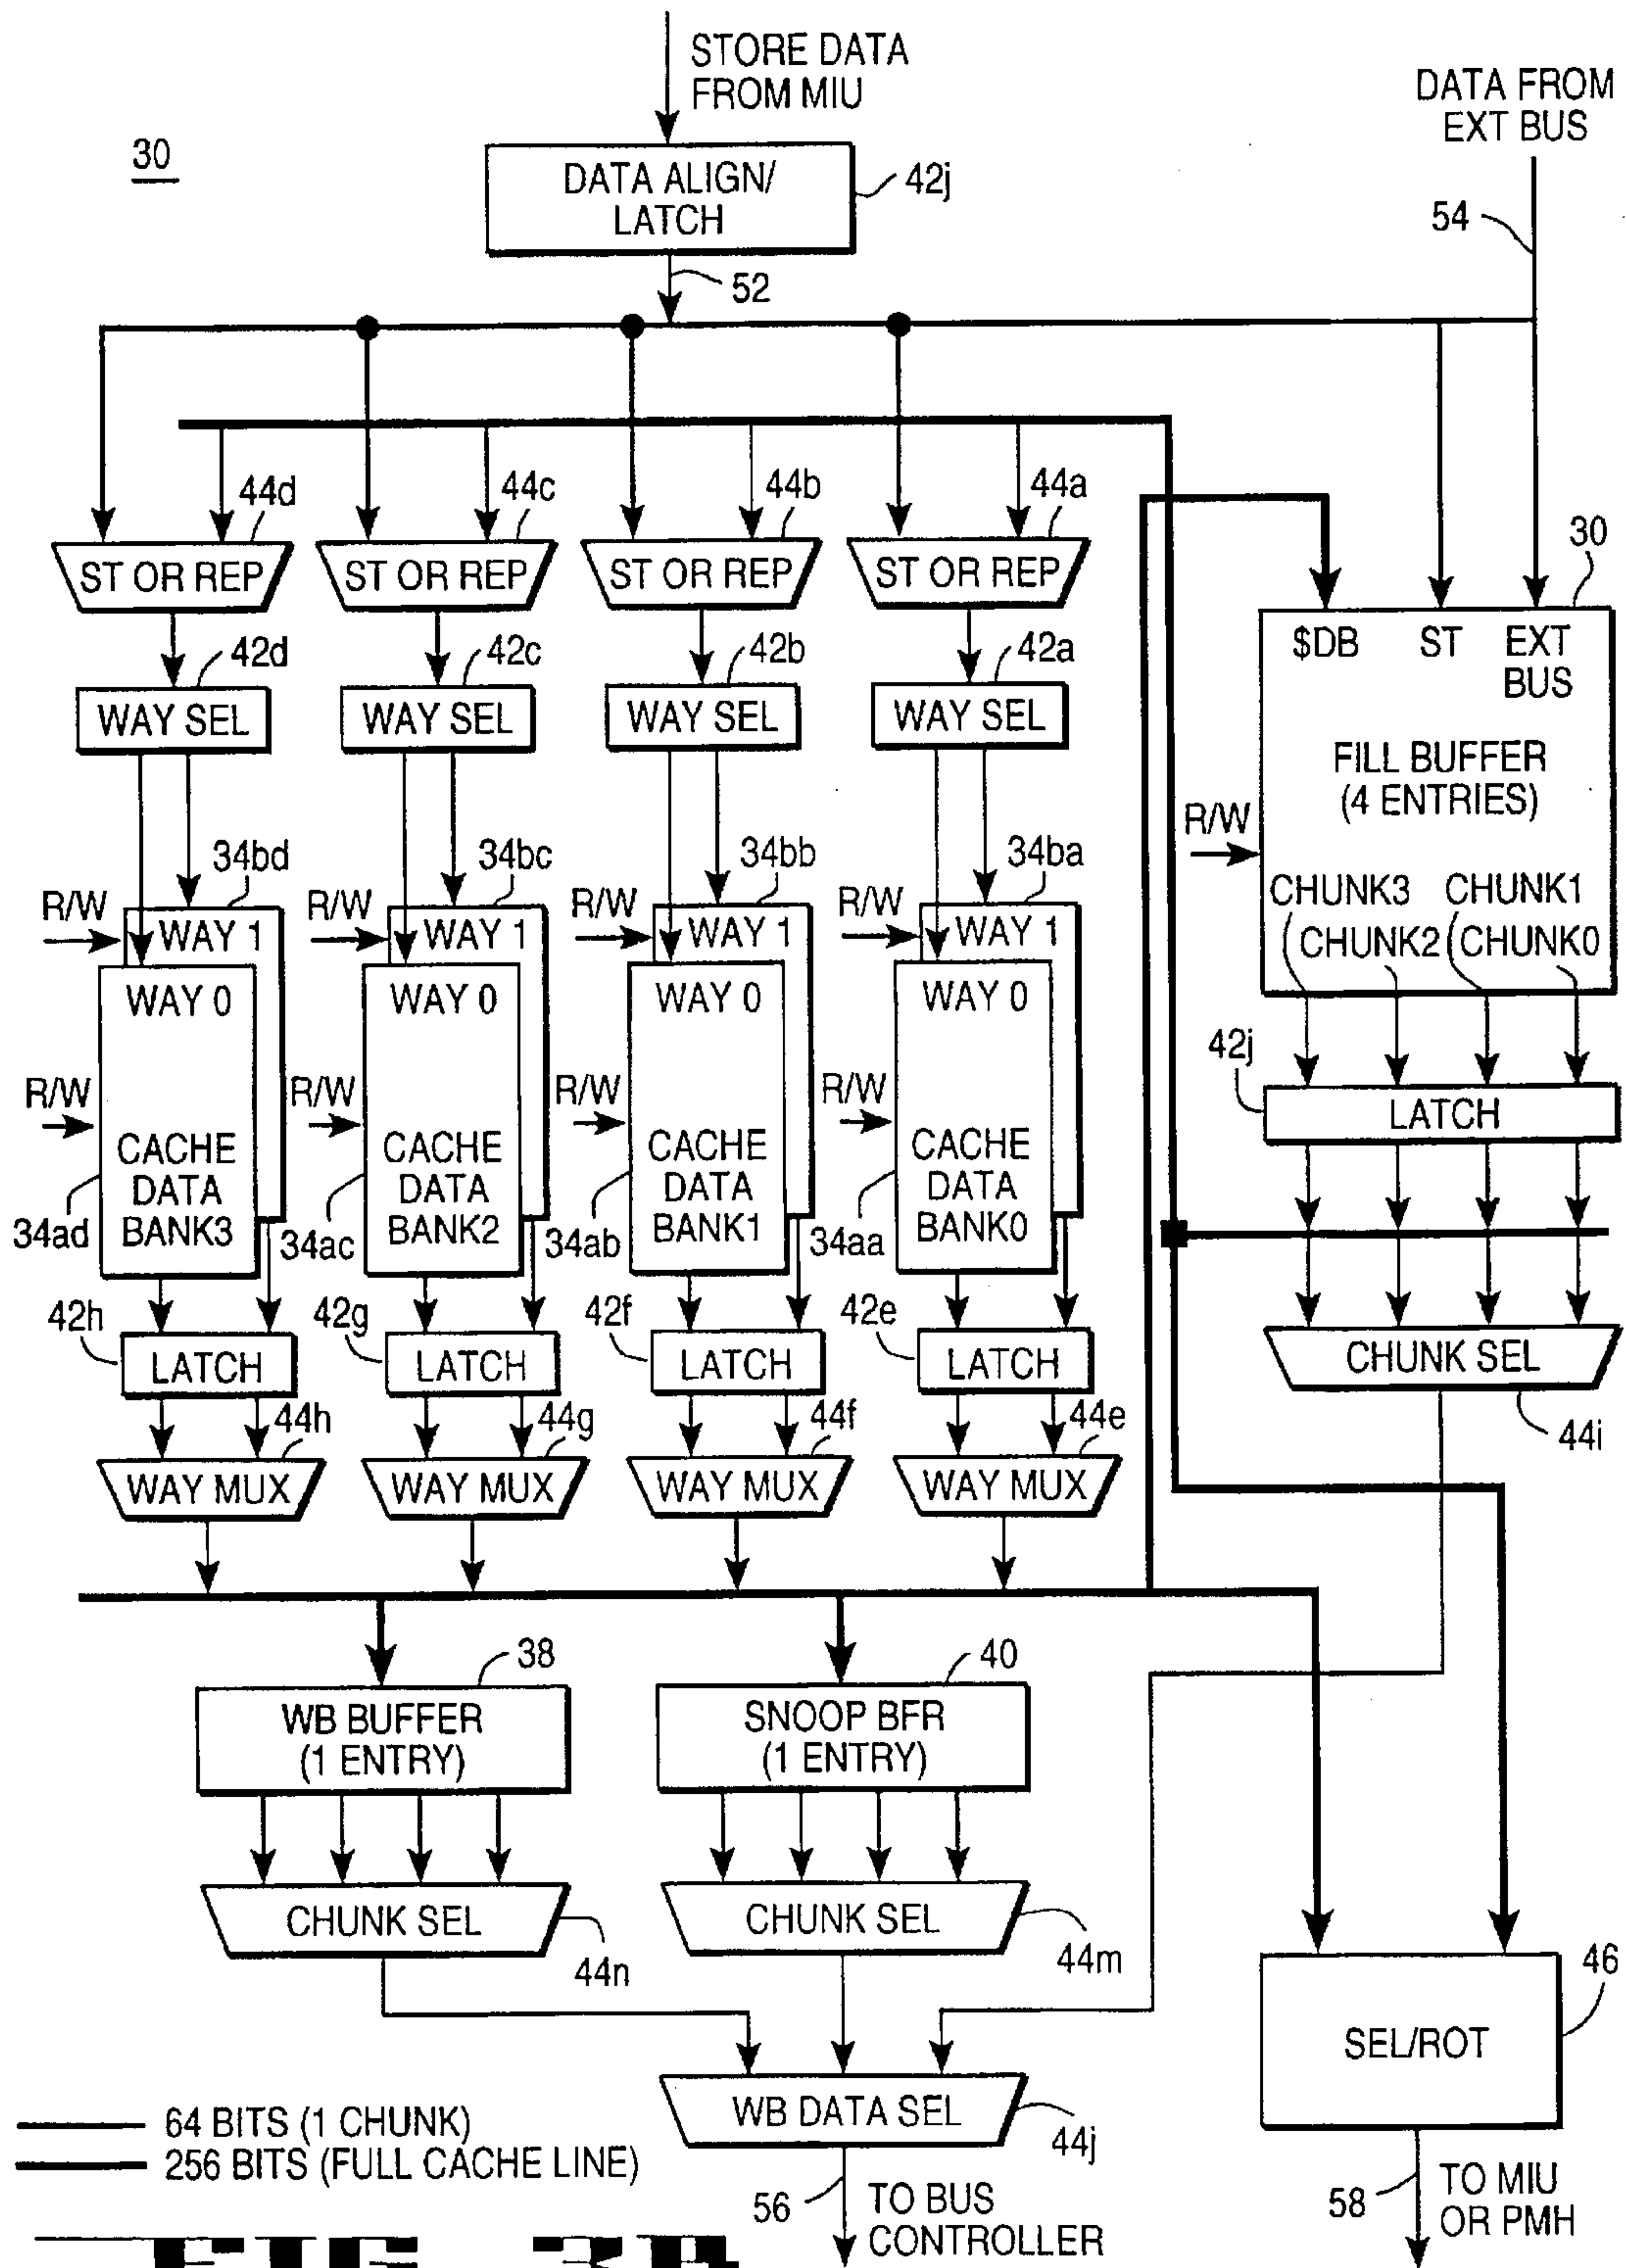 STORE DATA
FROM MIU
DATA FROM
EXT BUS
30
DATA ALIGN/
LATCH
42j
54
52
44d
44c
44b
44a
30
ST OR REP
ST OR REP
ST OR REP
ST OR REP
$DB
ST
EXT
BUS
42d
42c
42b
42a
WAY SEL
WAY SEL
WAY SEL
WAY SEL
FILL BUFFER
(4 ENTRIES)
R/W
34bd
34bc
34bb
34ba
R/W
R/W
R/W
R/W
WAY 1
WAY 1
WAY 1
WAY 1
CHUNK3
CHUNK1
CHUNK2
CHUNK0
WAY 0
WAY 0
WAY 0
WAY 0
42j
LATCH
R/W
R/W
R/W
R/W
CACHE
DATA
BANK3
CACHE
DATA
BANK2
CACHE
DATA
BANK1
CACHE
DATA
BANK0
34ad
34ac
34ab
34aa
42h
42g
42f
42e
LATCH
LATCH
LATCH
LATCH
CHUNK SEL
44i
44h
44g
44f
44e
WAY MUX
WAY MUX
WAY MUX
WAY MUX
38
40
WB BUFFER
(1 ENTRY)
SNOOP BFR
(1 ENTRY)
CHUNK SEL
CHUNK SEL
44n
44m
46
SEL/ROT
WB DATA SEL
44j
64 BITS (1 CHUNK)
256 BITS (FULL CACHE LINE)
56
TO BUS
CONTROLLER
58
TO MIU
OR PMH